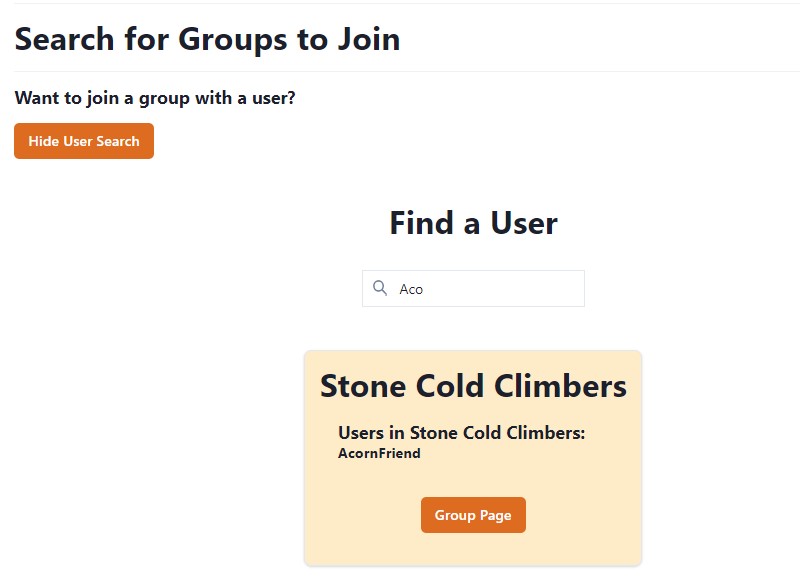 Search for Groups to Join
Want to join a group with a user?
Hide User Search
Find a User
Aco
Stone Cold Climbers
Users in Stone Cold Climbers:
AcornFriend
Group Page